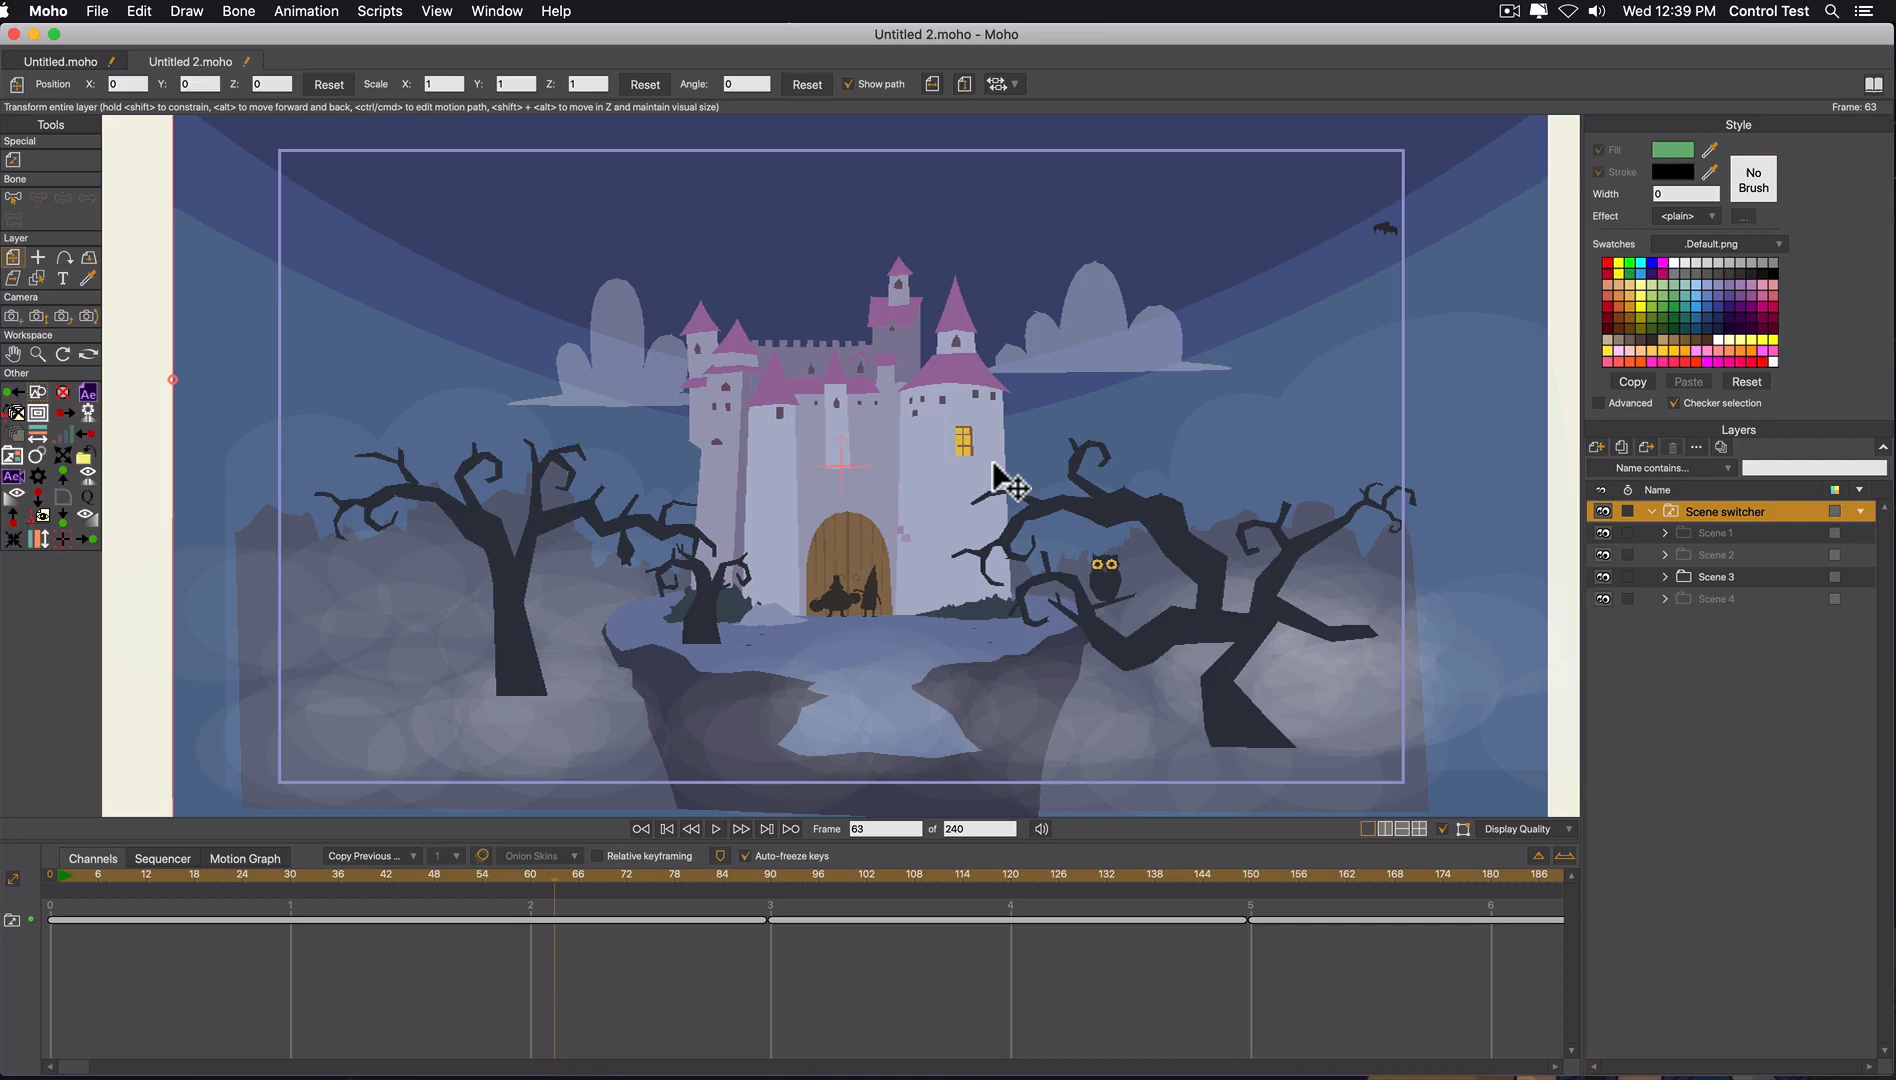 Moho File Edit Draw Bone Animation Scripts View Window Help Wed 12:39 PM Control Test
Untitled 2.moho - Moho
Untitled.moho Untitled 2.moho
Position X: 0 Y: 0 Z: 0 Reset Scale X: 1 Y: 1 Z: 1 Reset Angle: 0 Reset Show path
Transform entire layer (hold <shift> to constrain, <alt> to move forward and back, <ctrl/cmd> to edit motion path, <shift> + <alt> to move in Z and maintain visual size) Frame: 63
Tools
Special
Bone
Layer
T
Camera
Workspace
Other
Ae
Ae
Q
Style
Fill
Stroke
No Brush
Width 0
Effect <plain> ...
Swatches .Default.png
Copy Paste Reset
Advanced Checker selection
Layers
Name contains...
Name
Scene switcher
Scene 1
Scene 2
Scene 3
Scene 4
Frame 63 of 240 Display Quality
Channels Sequencer Motion Graph Copy Previous ... 1 Onion Skins Relative keyframing Auto-freeze keys
0 6 12 18 24 30 36 42 48 54 60 66 72 78 84 90 96 102 108 114 120 126 132 138 144 150 156 162 168 174 180 186
0 1 2 3 4 5 6